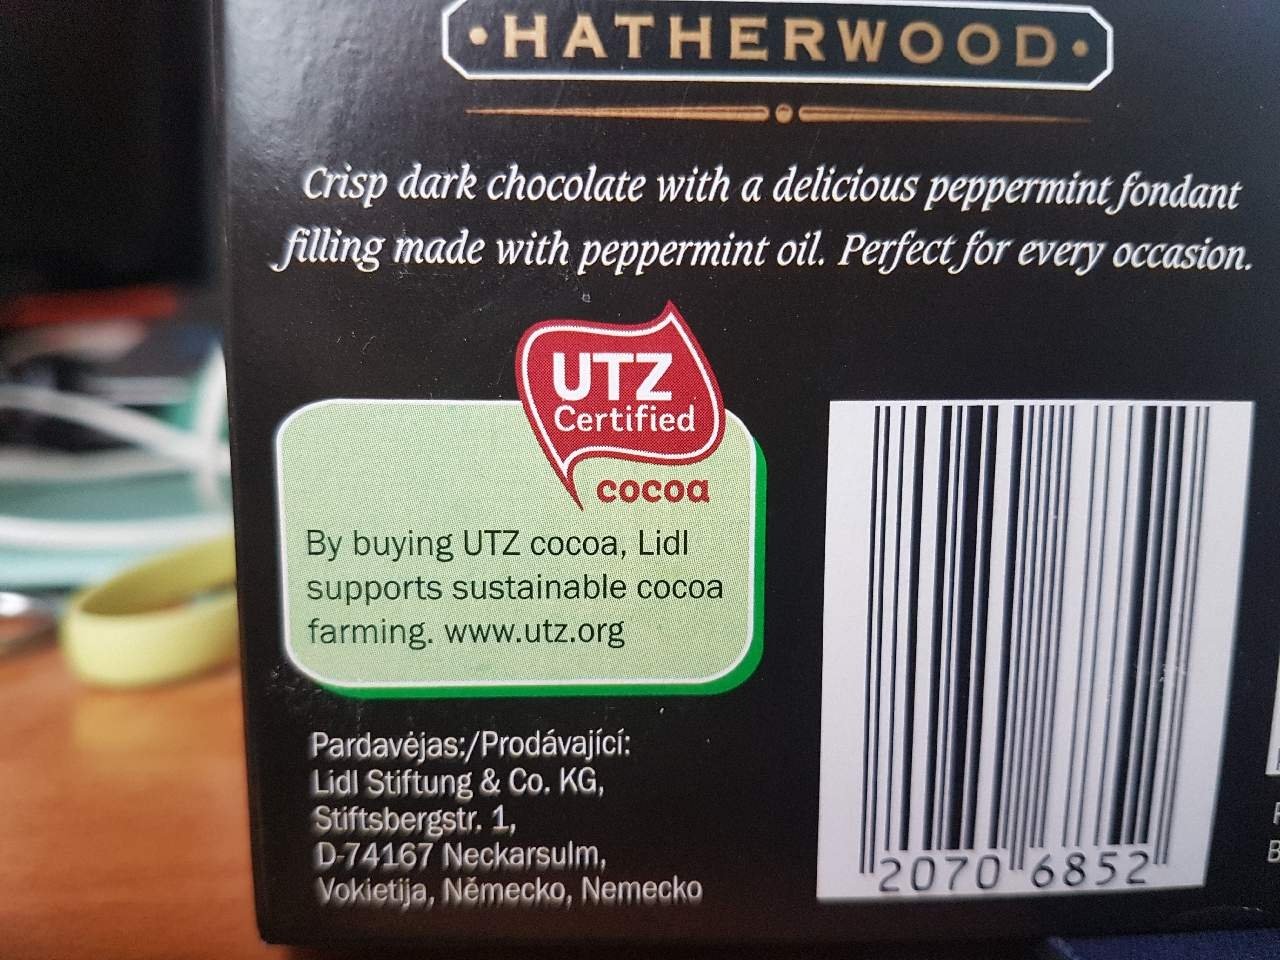 ·HATHERWOOD·
Crisp dark chocolate with a delicious peppermint fondant
filling made with peppermint oil. Perfect for every occasion.
UTZ
Certified
cocoa
By buying UTZ cocoa, Lidl
supports sustainable cocoa
farming. www.utz.org
Pardavėjas:/Prodávající:
Lidl Stiftung & Co. KG,
Stiftsbergstr. 1,
D-74167 Neckarsulm,
Vokietija, Německo, Nemecko
2070 6852